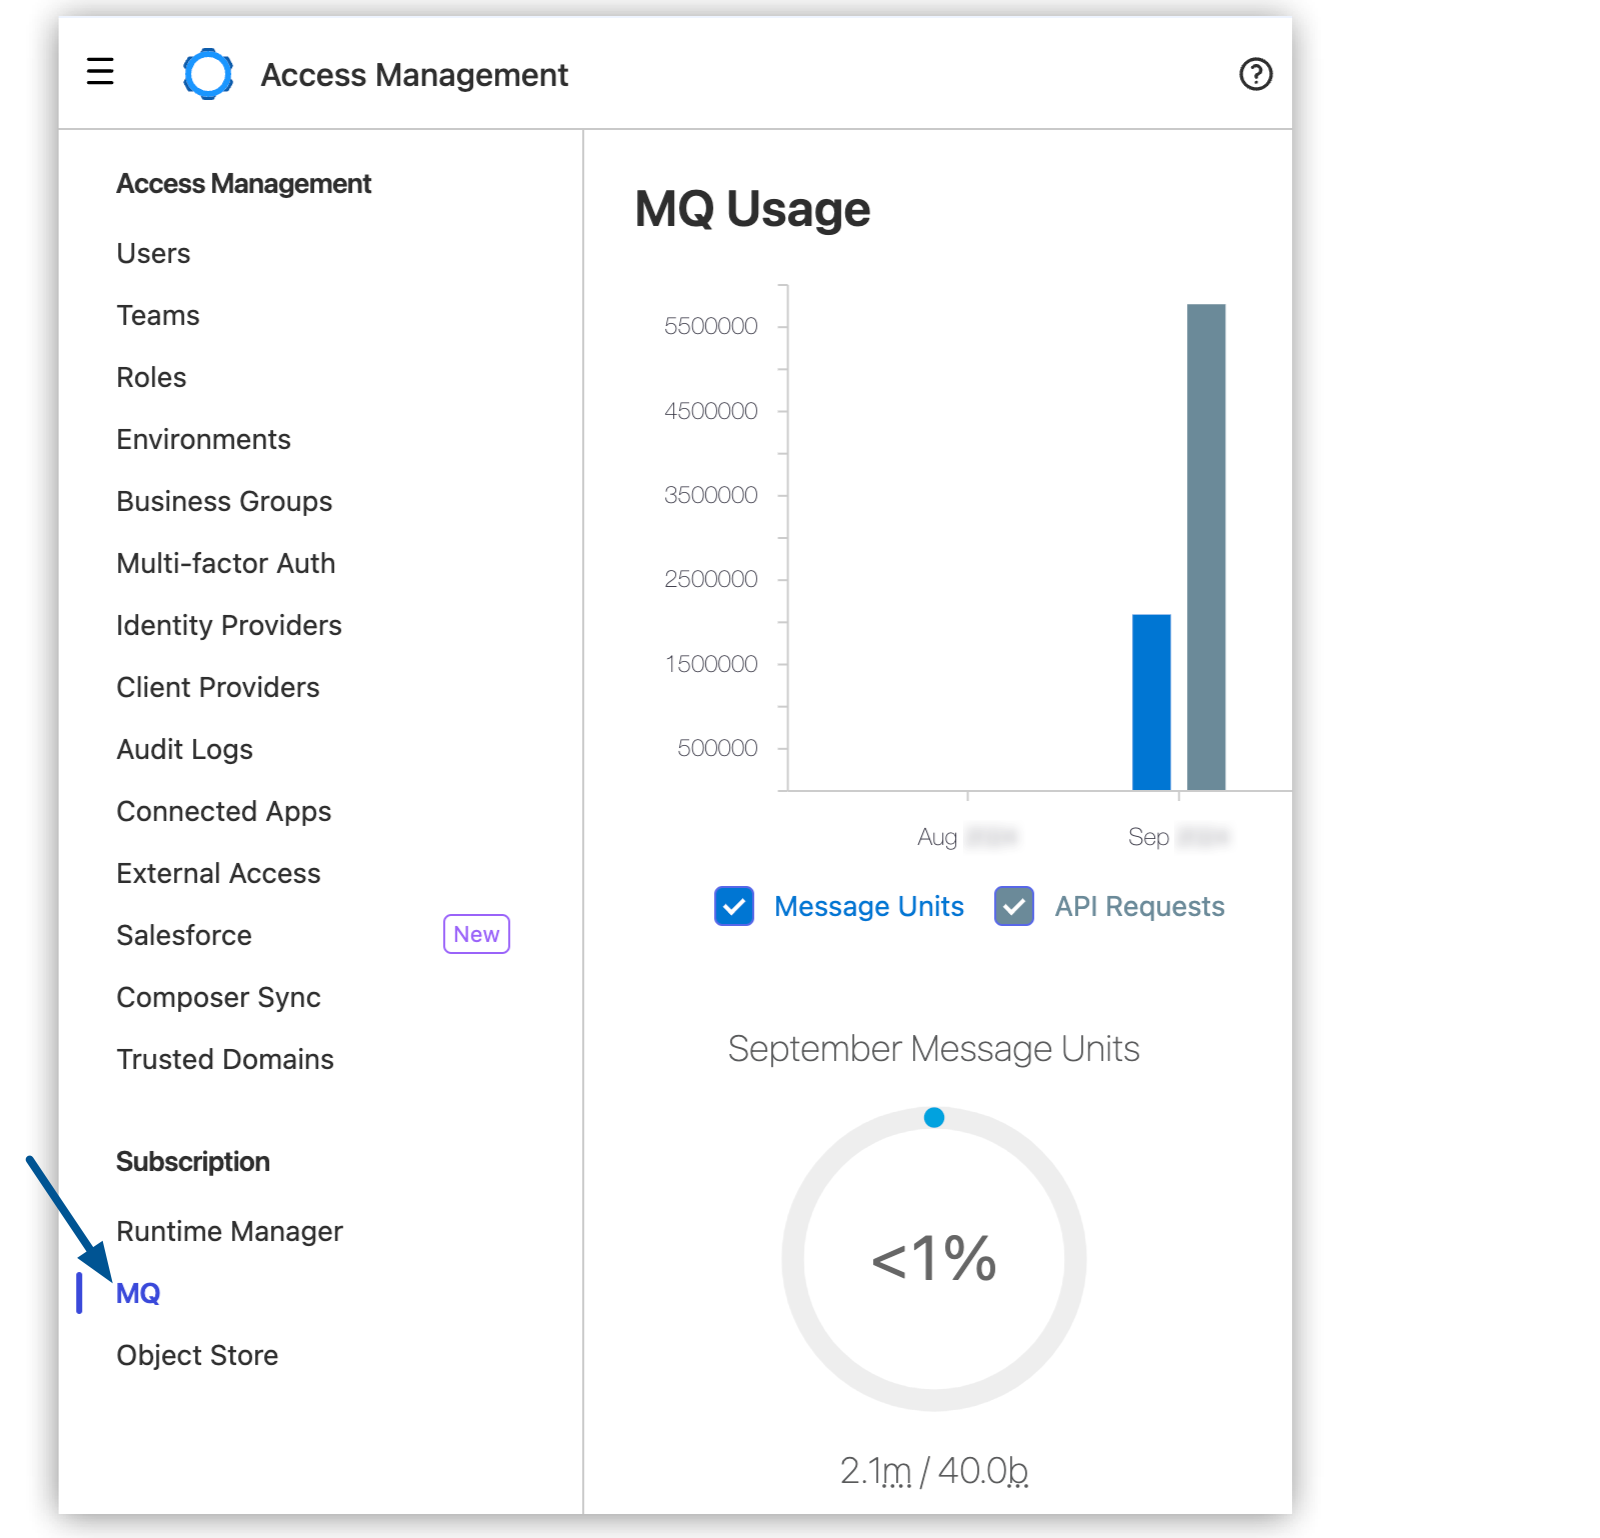 Access Management
Access Management
Users
Teams
Roles
Environments
Business Groups
Multi-factor Auth
Identity Providers
Client Providers
Audit Logs
Connected Apps
External Access
Salesforce New
Composer Sync
Trusted Domains
Subscription
Runtime Manager
MQ
Object Store
MQ Usage
5500000
4500000
3500000
2500000
1500000
500000
Aug Sep
Message Units API Requests
September Message Units
<1%
2.1m / 40.0b